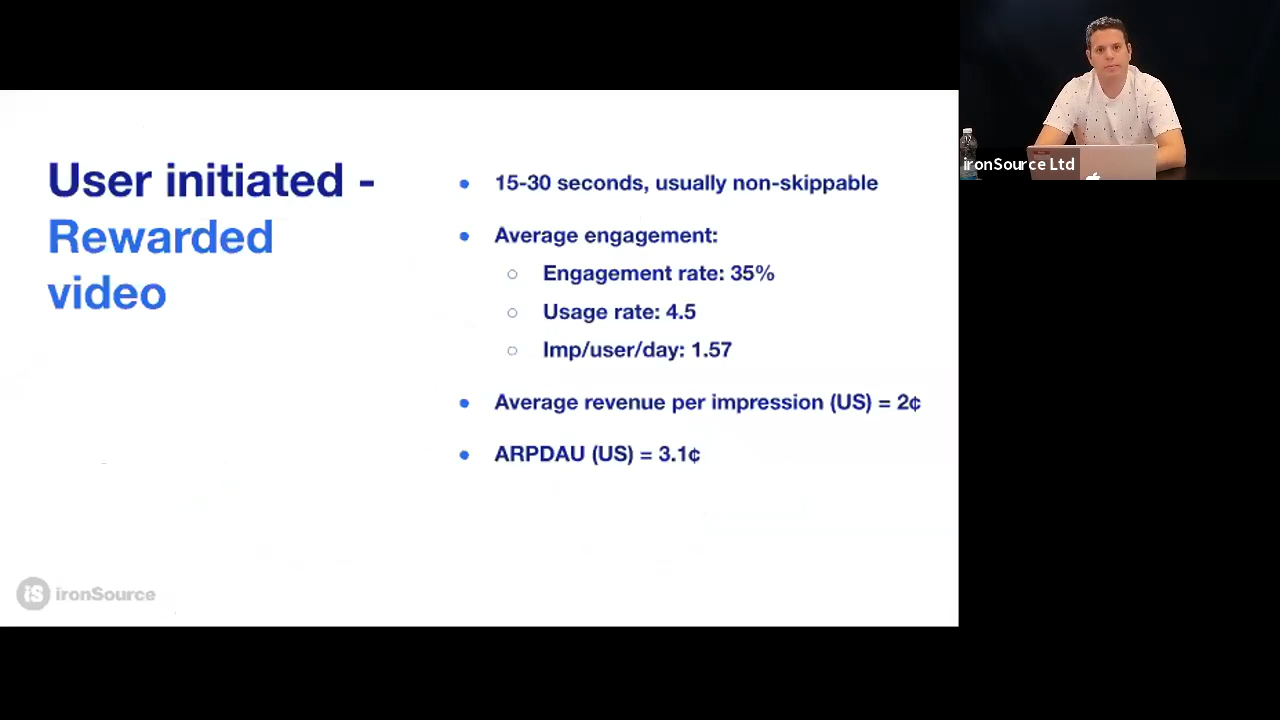 User initiated -
Rewarded
video
15-30 seconds, usually non-skippable
Average engagement:
Engagement rate: 35%
Usage rate: 4.5
Imp/user/day: 1.57
Average revenue per impression (US) = 2¢
ARPDAU (US) = 3.1¢
iS ironSource
ironSource Ltd